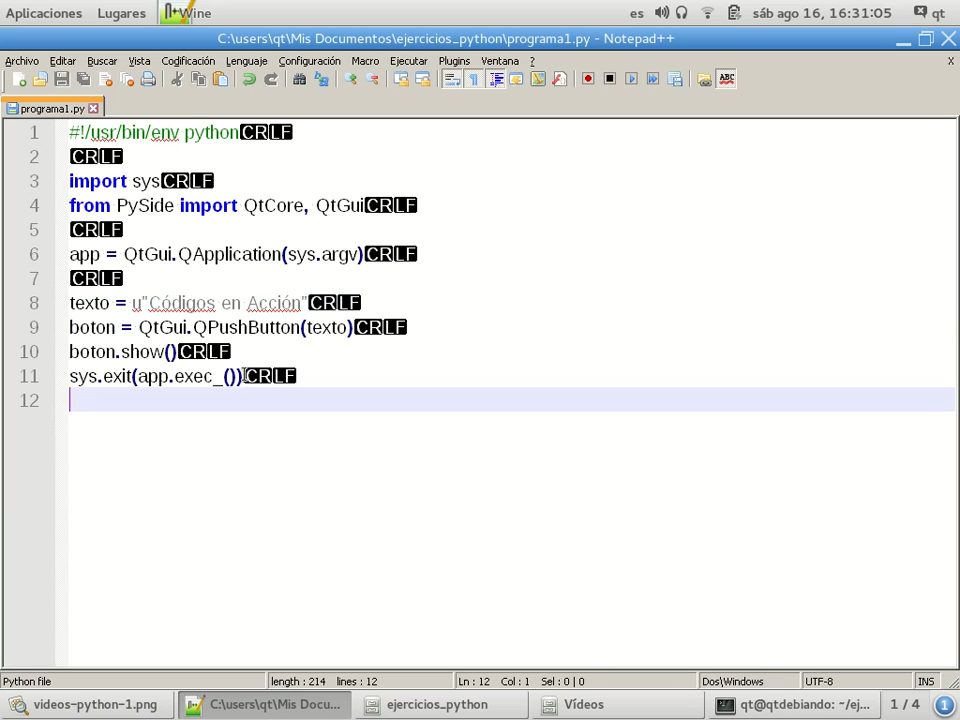 Aplicaciones Lugares Wine es sáb ago 16, 16:31:05 qt
C:\users\qt\Mis Documentos\ejercicios_python\programa1.py - Notepad++
Archivo Editar Buscar Vista Codificación Lenguaje Configuración Macro Ejecutar Plugins Ventana ? X
ABC
programa1.py
1 #!/usr/bin/env pythonCRLF
2 CRLF
3 import sysCRLF
4 from PySide import QtCore, QtGuiCRLF
5 CRLF
6 app = QtGui.QApplication(sys.argv)CRLF
7 CRLF
8 texto = u"Códigos en Acción"CRLF
9 boton = QtGui.QPushButton(texto)CRLF
10 boton.show()CRLF
11 sys.exit(app.exec_())CRLF
12
Python file length : 214 lines : 12 Ln : 12 Col : 1 Sel : 0 | 0 Dos\Windows UTF-8 INS
videos-python-1.png C:\users\qt\Mis Docu... ejercicios_python Vídeos qt@qtdebiando: ~/ej... 1 / 4 1